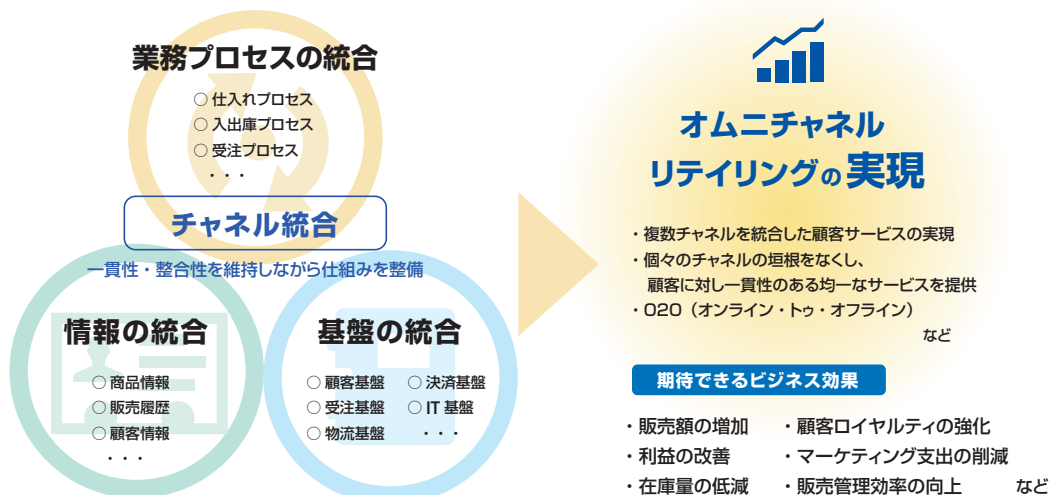 業務プロセスの統合
○ 仕入れプロセス
○ 入出庫プロセス
○ 受注プロセス
・・・
チャネル統合
一貫性・整合性を維持しながら仕組みを整備
情報の統合
○ 商品情報
○ 販売履歴
○ 顧客情報
・・・
基盤の統合
○ 顧客基盤 ○ 決済基盤
○ 受注基盤 ○ IT 基盤
○ 物流基盤 ・・・
オムニチャネル
リテイリングの実現
・複数チャネルを統合した顧客サービスの実現
・個々のチャネルの垣根をなくし、
顧客に対し一貫性のある均一なサービスを提供
・O2O（オンライン・トゥ・オフライン）
など
期待できるビジネス効果
・販売額の増加 ・顧客ロイヤルティの強化
・利益の改善 ・マーケティング支出の削減
・在庫量の低減 ・販売管理効率の向上 など